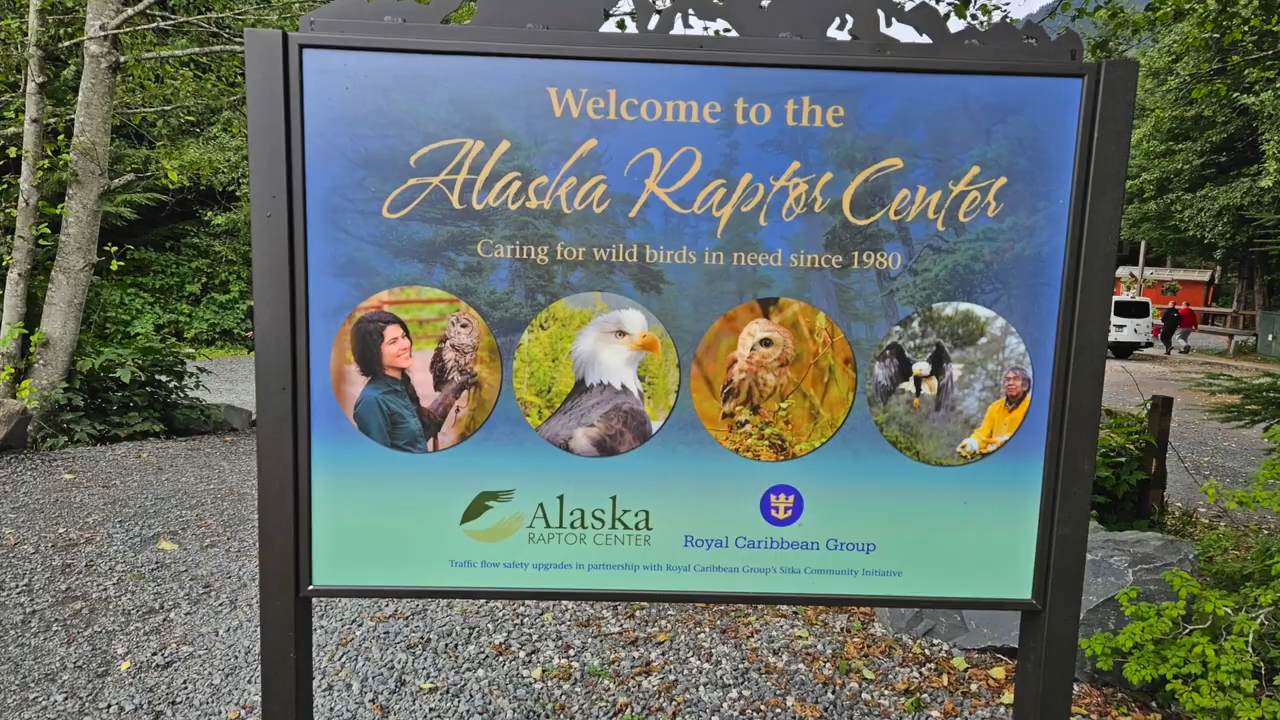 Welcome to the
Alaska Raptor Center
Caring for wild birds in need since 1980
Alaska
RAPTOR CENTER
Royal Caribbean Group
Traffic flow safety upgrades in partnership with Royal Caribbean Group's Sitka Community Initiative